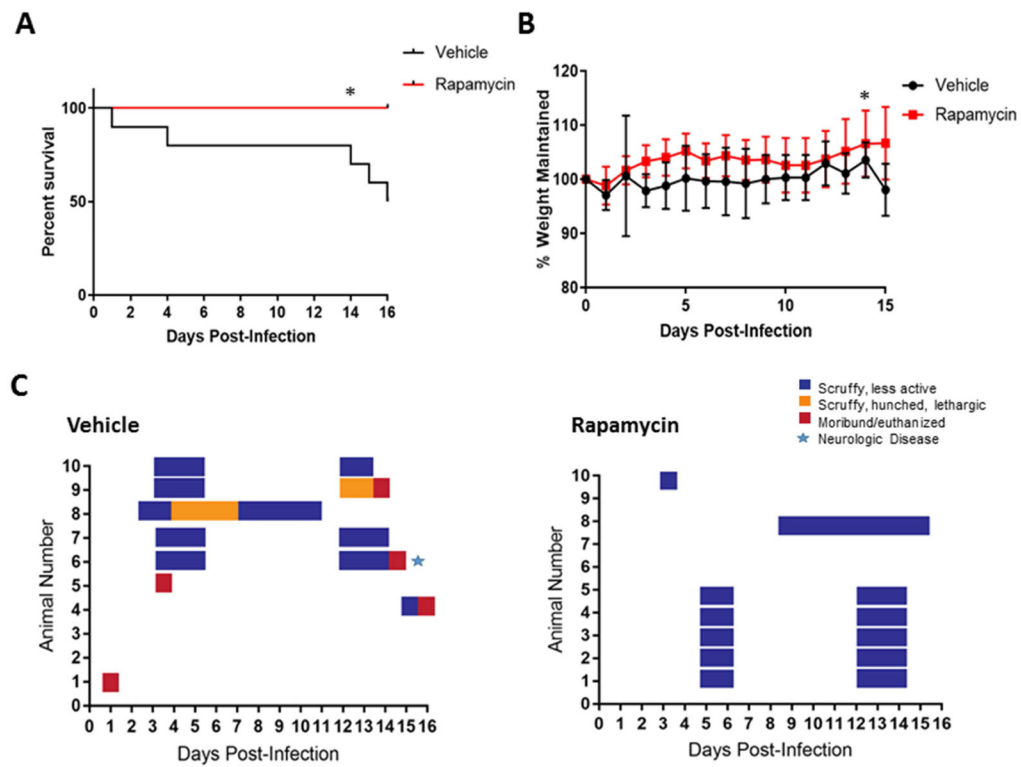 A
Vehicle
Rapamycin
*
Percent survival
100
50
0
0 2 4 6 8 10 12 14 16
Days Post-Infection
B
Vehicle
Rapamycin
*
% Weight Maintained
120
110
100
90
80
0 5 10 15
Days Post-Infection
C
Scruffy, less active
Scruffy, hunched, lethargic
Moribund/euthanized
Neurologic Disease
Vehicle
Animal Number
10
9
8
7
6
5
4
3
2
1
0
0 1 2 3 4 5 6 7 8 9 10 11 12 13 14 15 16
Days Post-Infection
Rapamycin
Animal Number
10
9
8
7
6
5
4
3
2
1
0
0 1 2 3 4 5 6 7 8 9 10 11 12 13 14 15 16
Days Post-Infection